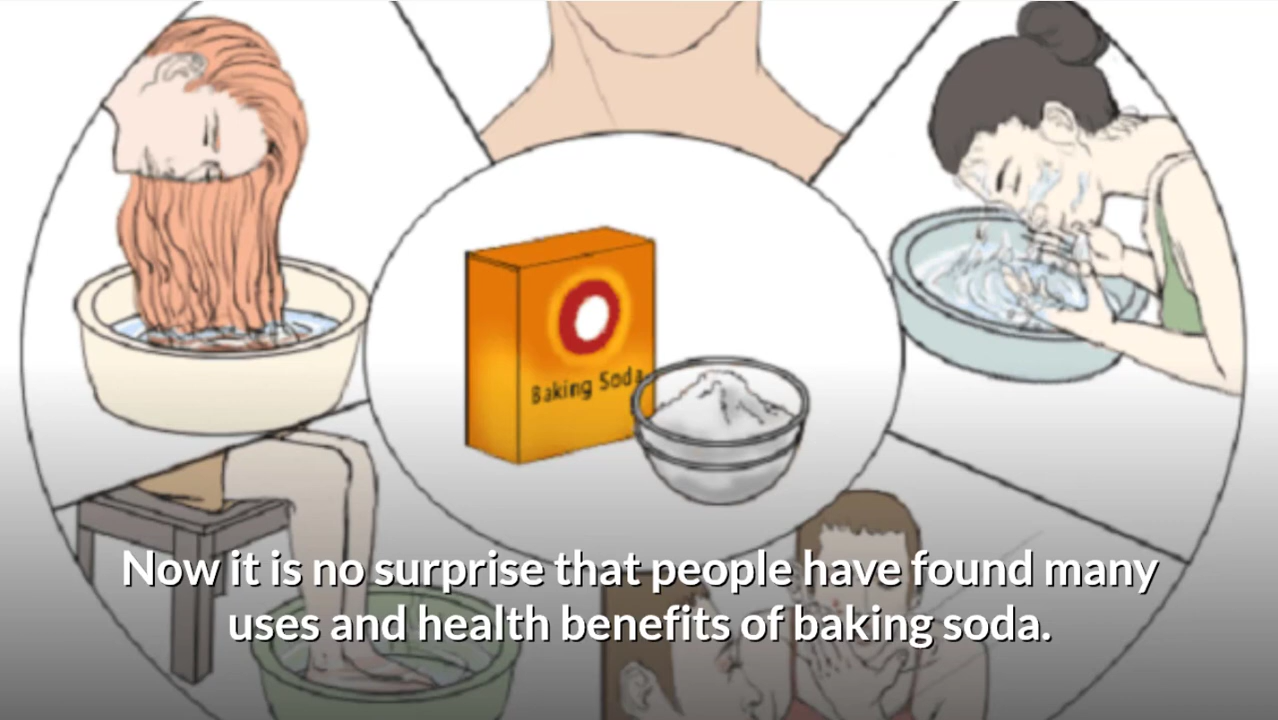 Baking Soda
Now it is no surprise that people have found many
uses and health benefits of baking soda.